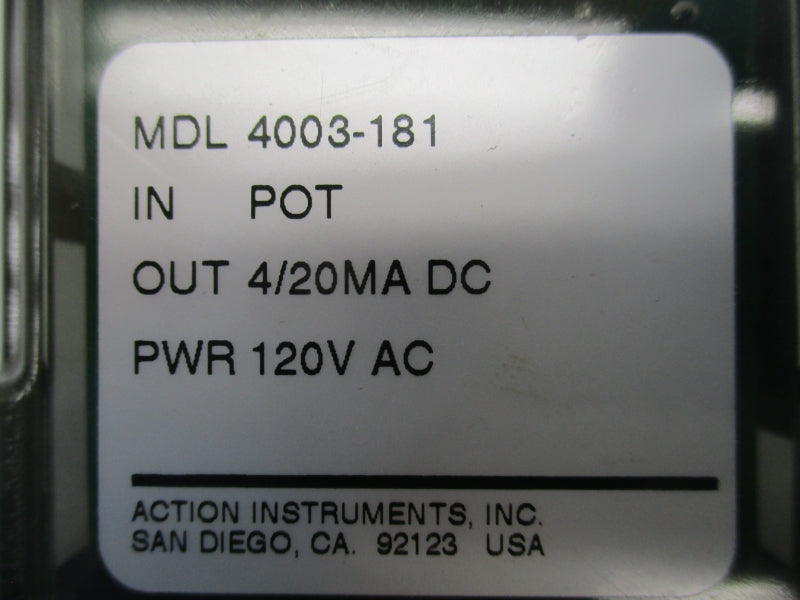 MDL 4003-181
IN POT
OUT 4/20MA DC
PWR 120V AC
ACTION INSTRUMENTS, INC.
SAN DIEGO, CA. 92123 USA